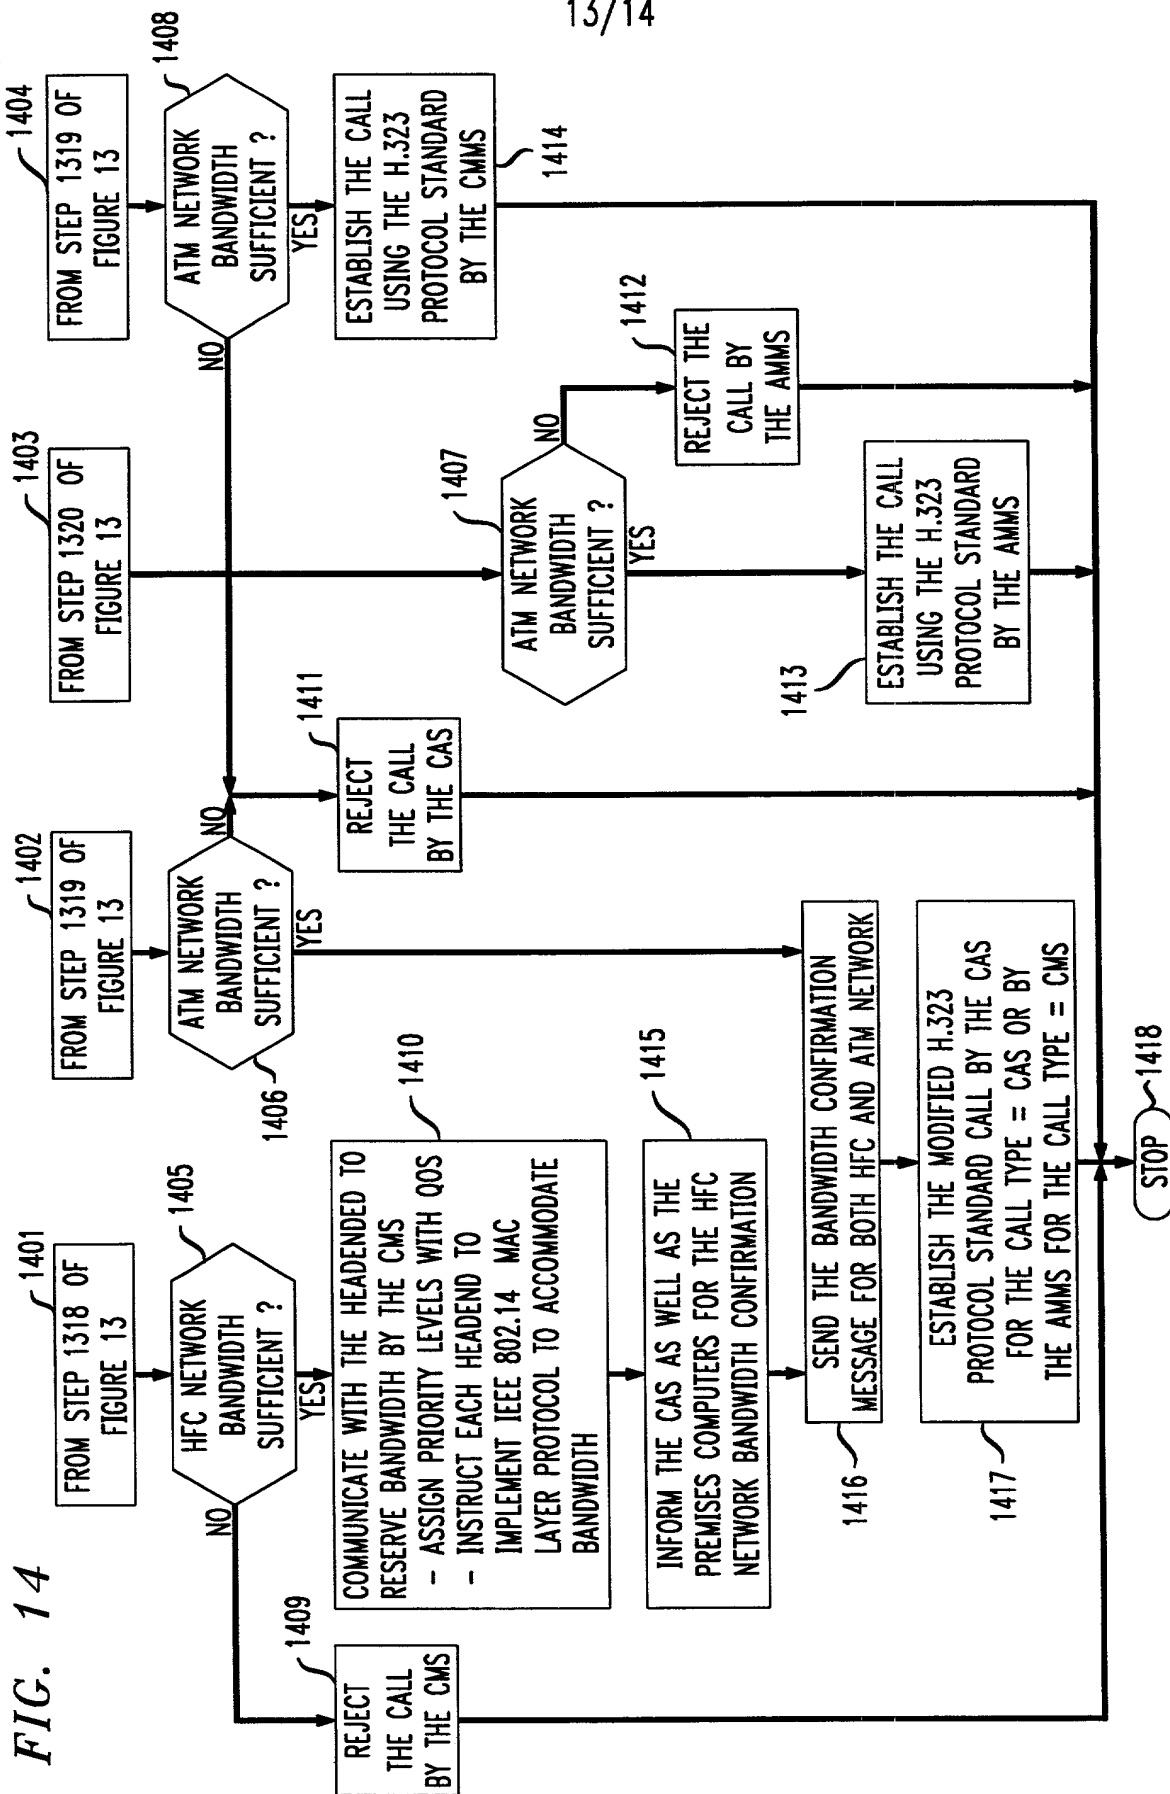 13/14
FIG. 14
1401
FROM STEP 1318 OF
FIGURE 13
1402
FROM STEP 1319 OF
FIGURE 13
1403
FROM STEP 1320 OF
FIGURE 13
1404
FROM STEP 1319 OF
FIGURE 13
1405
HFC NETWORK
BANDWIDTH
SUFFICIENT ?
NO
YES
1406
ATM NETWORK
BANDWIDTH
SUFFICIENT ?
NO
YES
1408
ATM NETWORK
BANDWIDTH
SUFFICIENT ?
NO
YES
1409
REJECT
THE CALL
BY THE CMS
1410
COMMUNICATE WITH THE HEADENDED TO
RESERVE BANDWIDTH BY THE CMS
- ASSIGN PRIORITY LEVELS WITH QOS
- INSTRUCT EACH HEADEND TO
IMPLEMENT IEEE 802.14 MAC
LAYER PROTOCOL TO ACCOMMODATE
BANDWIDTH
1411
REJECT
THE CALL
BY THE CAS
1407
ATM NETWORK
BANDWIDTH
SUFFICIENT ?
NO
YES
1414
ESTABLISH THE CALL
USING THE H.323
PROTOCOL STANDARD
BY THE CMMS
1412
REJECT THE
CALL BY
THE AMMS
1415
INFORM THE CAS AS WELL AS THE
PREMISES COMPUTERS FOR THE HFC
NETWORK BANDWIDTH CONFIRMATION
1413
ESTABLISH THE CALL
USING THE H.323
PROTOCOL STANDARD
BY THE AMMS
1416
SEND THE BANDWIDTH CONFIRMATION
MESSAGE FOR BOTH HFC AND ATM NETWORK
1417
ESTABLISH THE MODIFIED H.323
PROTOCOL STANDARD CALL BY THE CAS
FOR THE CALL TYPE = CAS OR BY
THE AMMS FOR THE CALL TYPE = CMS
STOP
1418